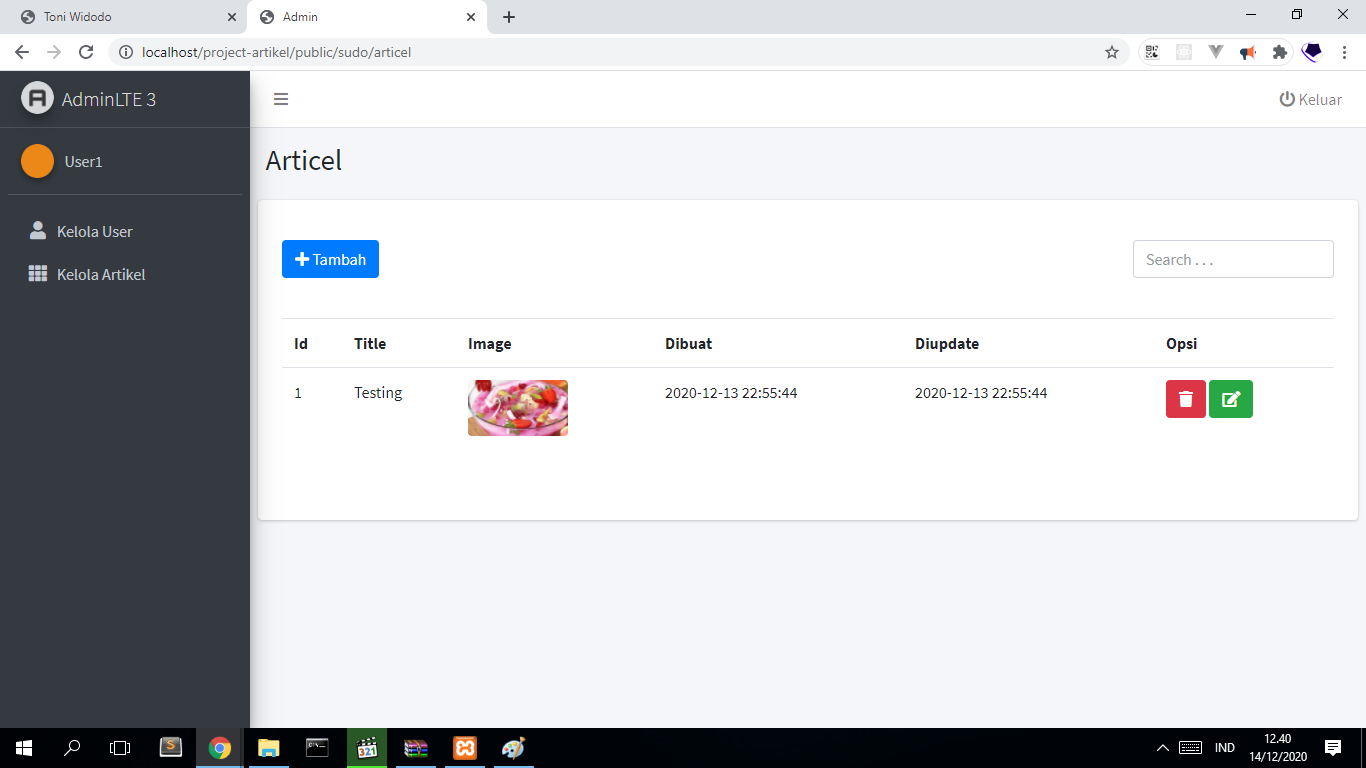 Toni Widodo
Admin
localhost/project-artikel/public/sudo/articel
AdminLTE 3
Keluar
User1
Articel
Kelola User
Kelola Artikel
Tambah
Search . . .
Id Title Image Dibuat Diupdate Opsi
1 Testing 2020-12-13 22:55:44 2020-12-13 22:55:44
321
IND
12.40
14/12/2020